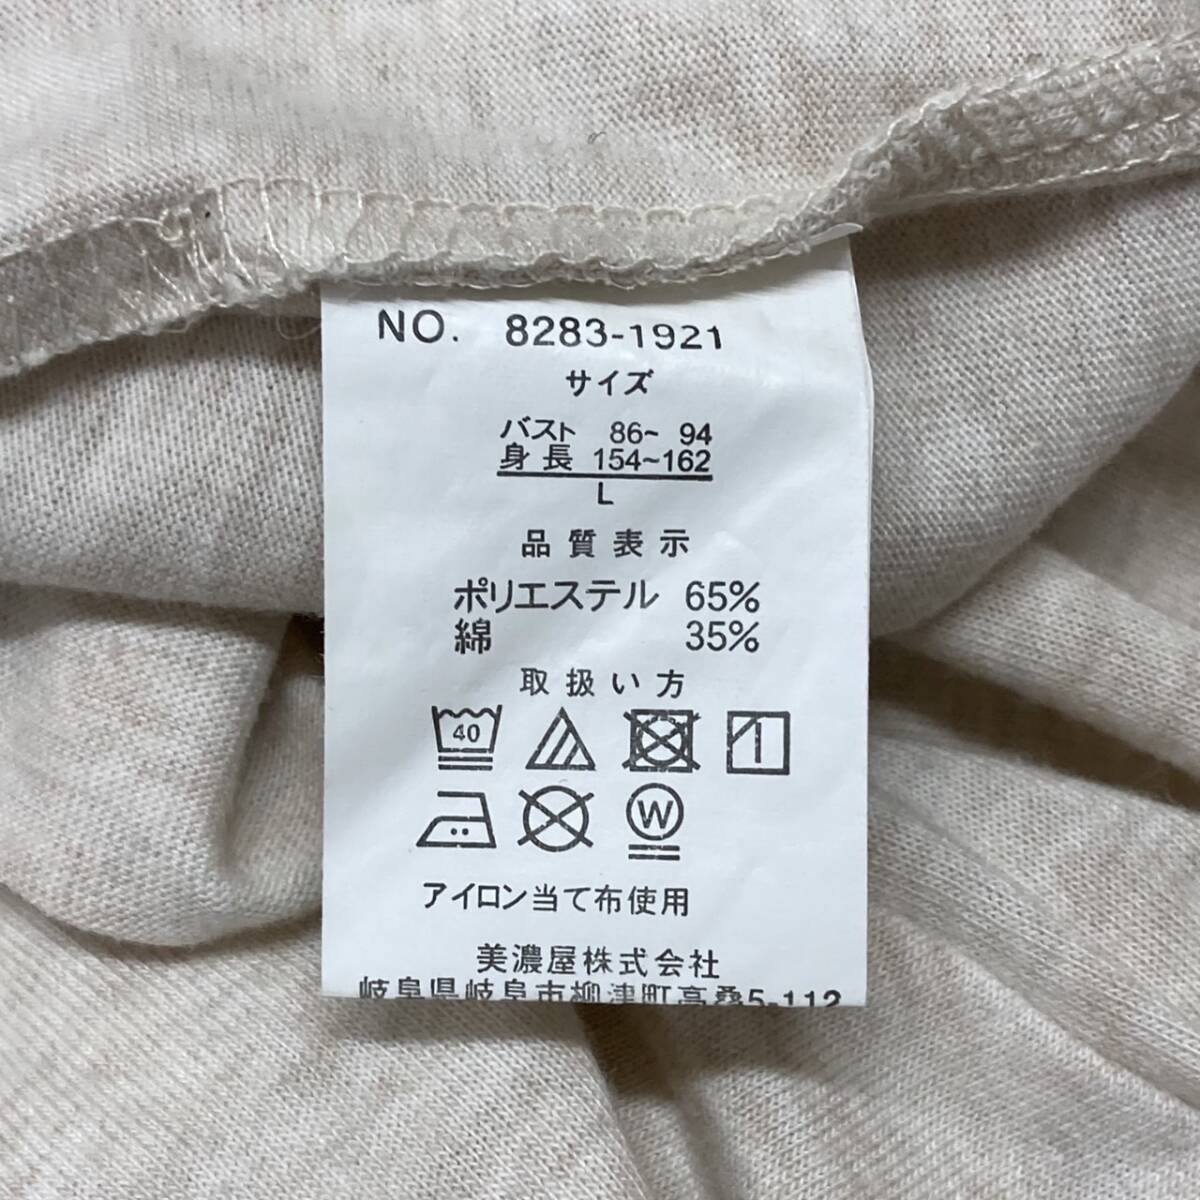 NO. 8283-1921
サイズ
バスト 86~ 94
身長 154~162
L
品質表示
ポリエステル 65%
綿 35%
取扱い方
40
W
アイロン当て布使用
美濃屋株式会社
岐阜県岐阜市柳津町高桑5-112